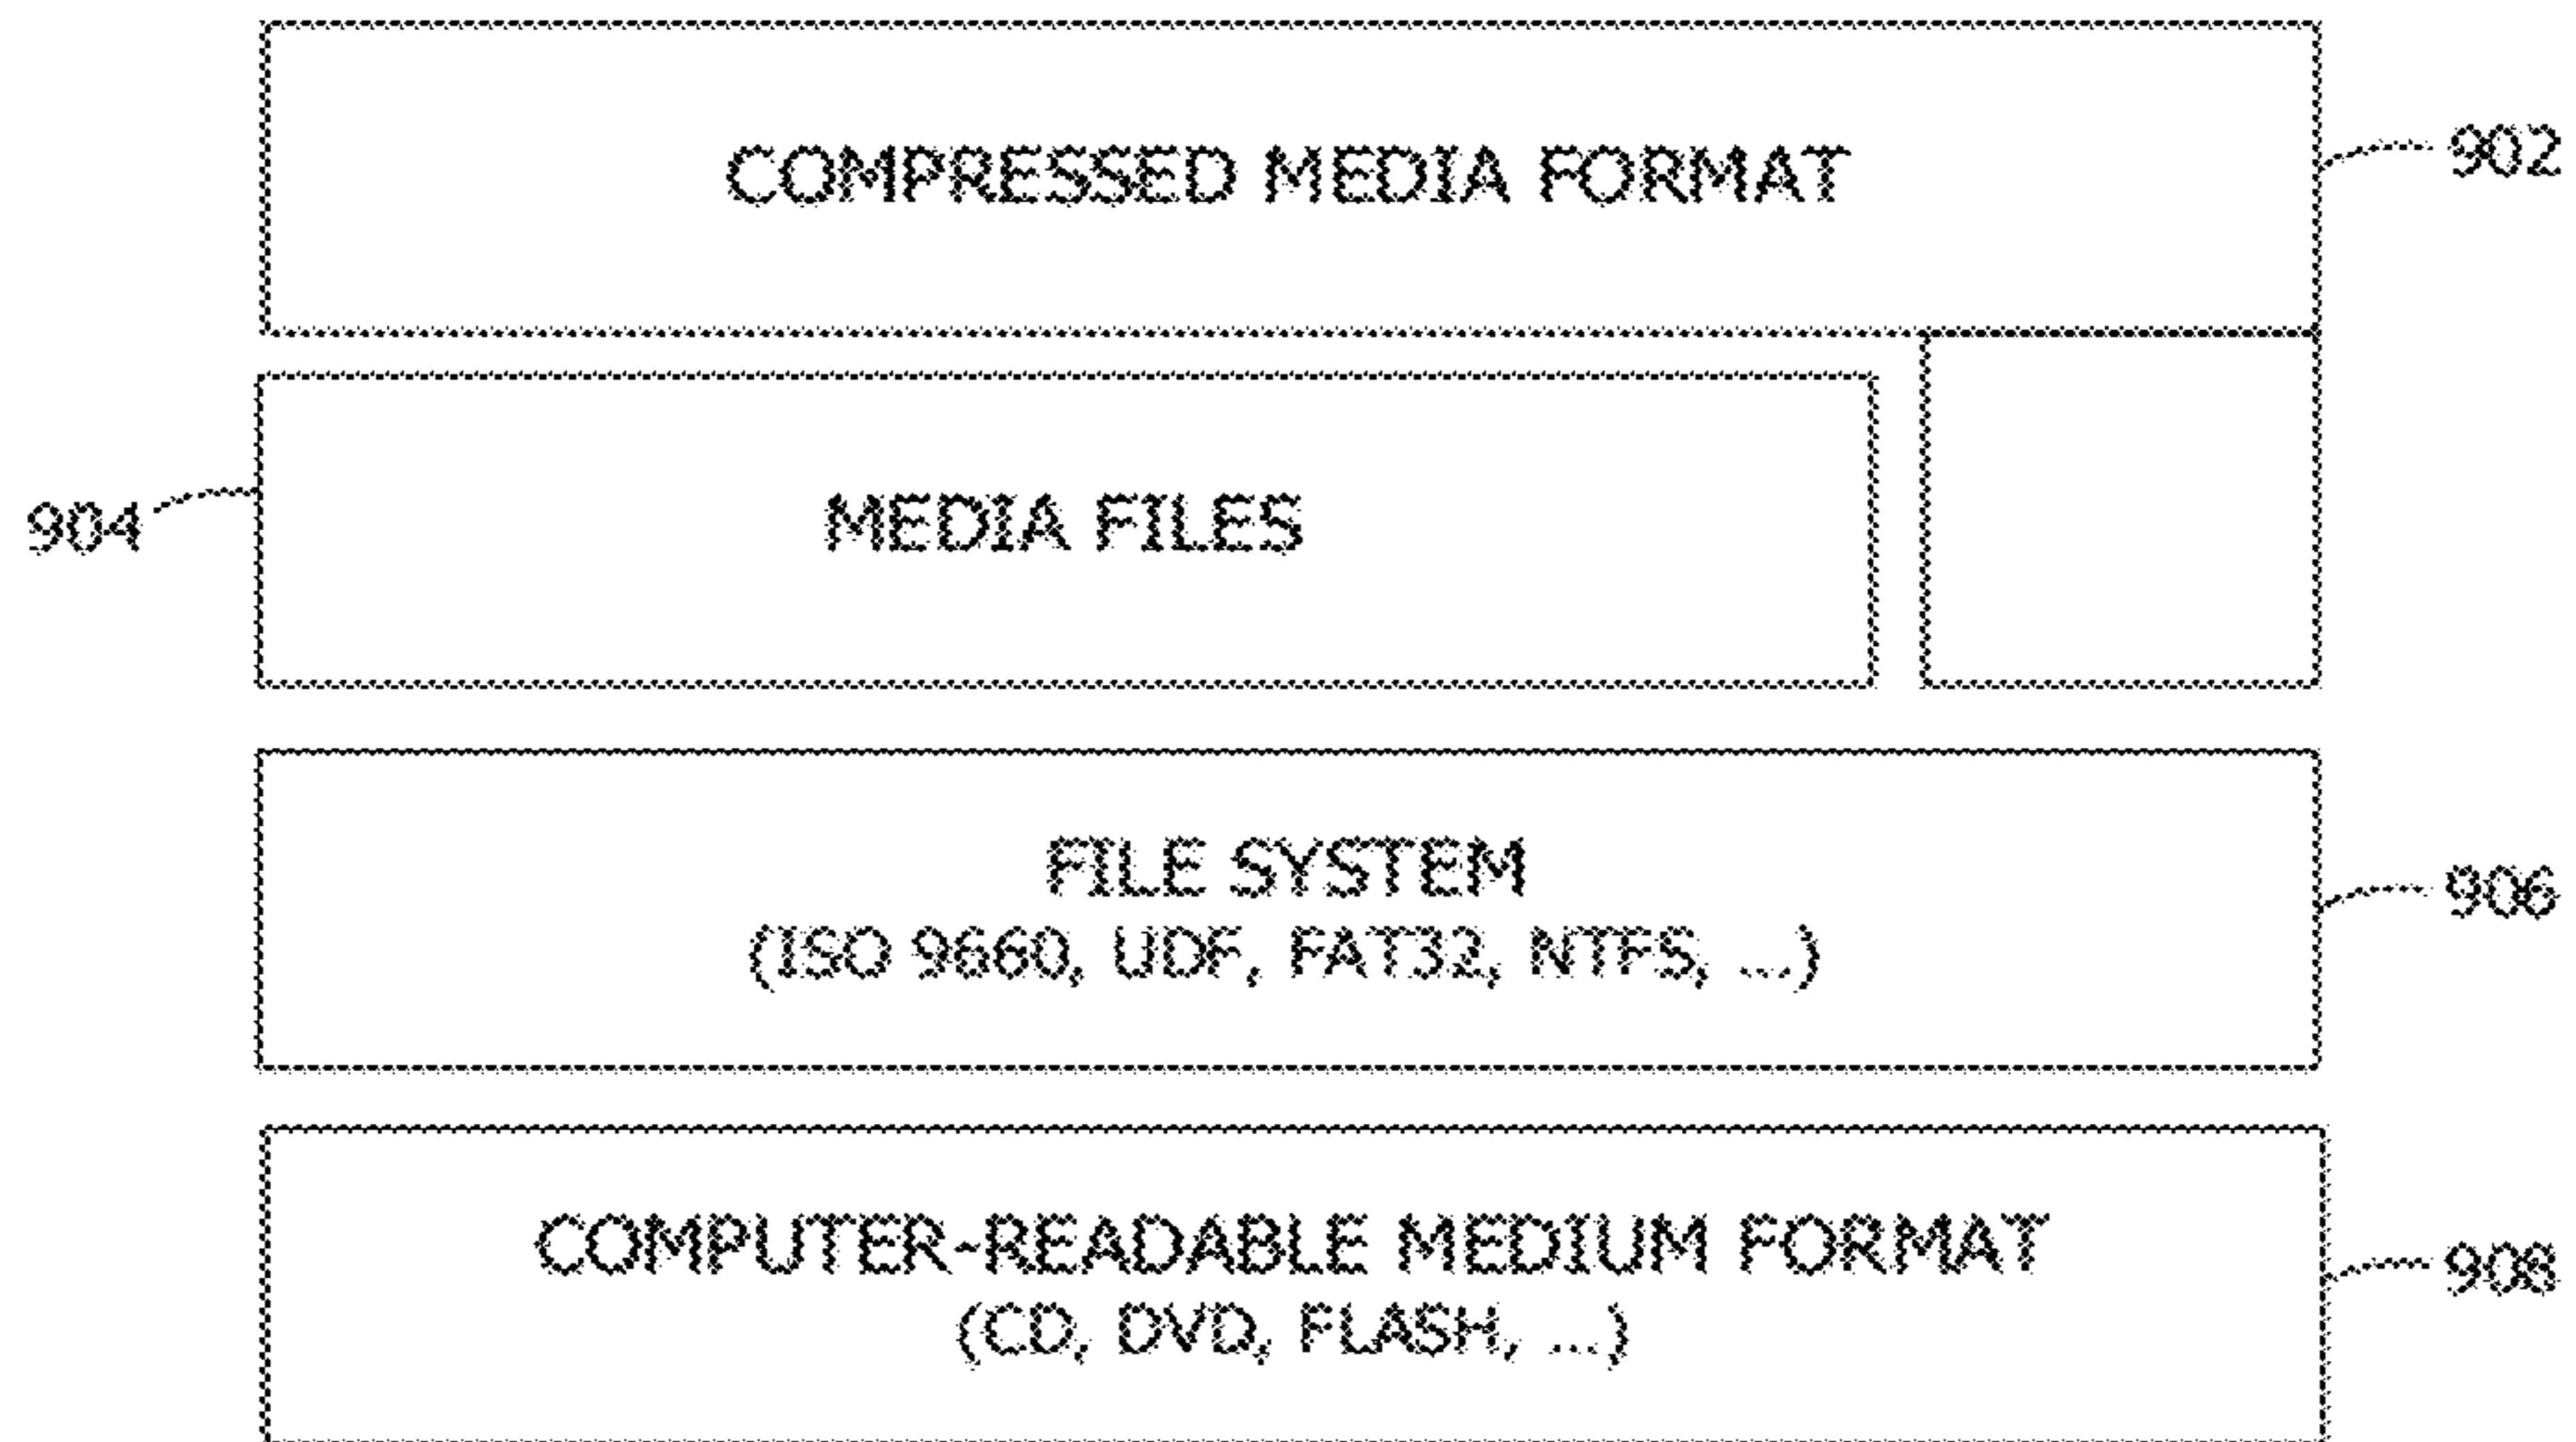 COMPRESSED MEDIA FORMAT
902
904
MEDIA FILES
FILE SYSTEM
(ISO 9660, UDF, FAT32, NTFS, ...)
906
COMPUTER-READABLE MEDIUM FORMAT
(CD, DVD, FLASH, ...)
908